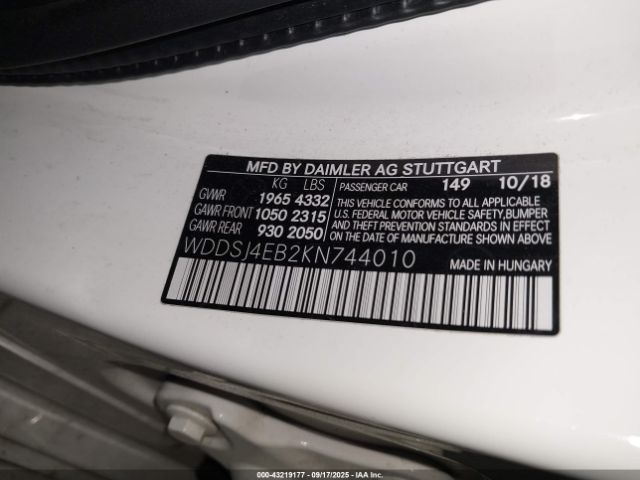 MFD BY DAIMLER AG STUTTGART
KG LBS
GVWR 1965 4332
GAWR FRONT 1050 2315
GAWR REAR 930 2050
PASSENGER CAR 149 10/18
THIS VEHICLE CONFORMS TO ALL APPLICABLE
U.S. FEDERAL MOTOR VEHICLE SAFETY, BUMPER
AND THEFT PREVENTION STANDARDS IN EFFECT
ON THE DATE OF MANUFACTURE SHOWN ABOVE
WDDSJ4EB2KN744010
MADE IN HUNGARY
000-43219177 - 09/17/2025 - IAA Inc.